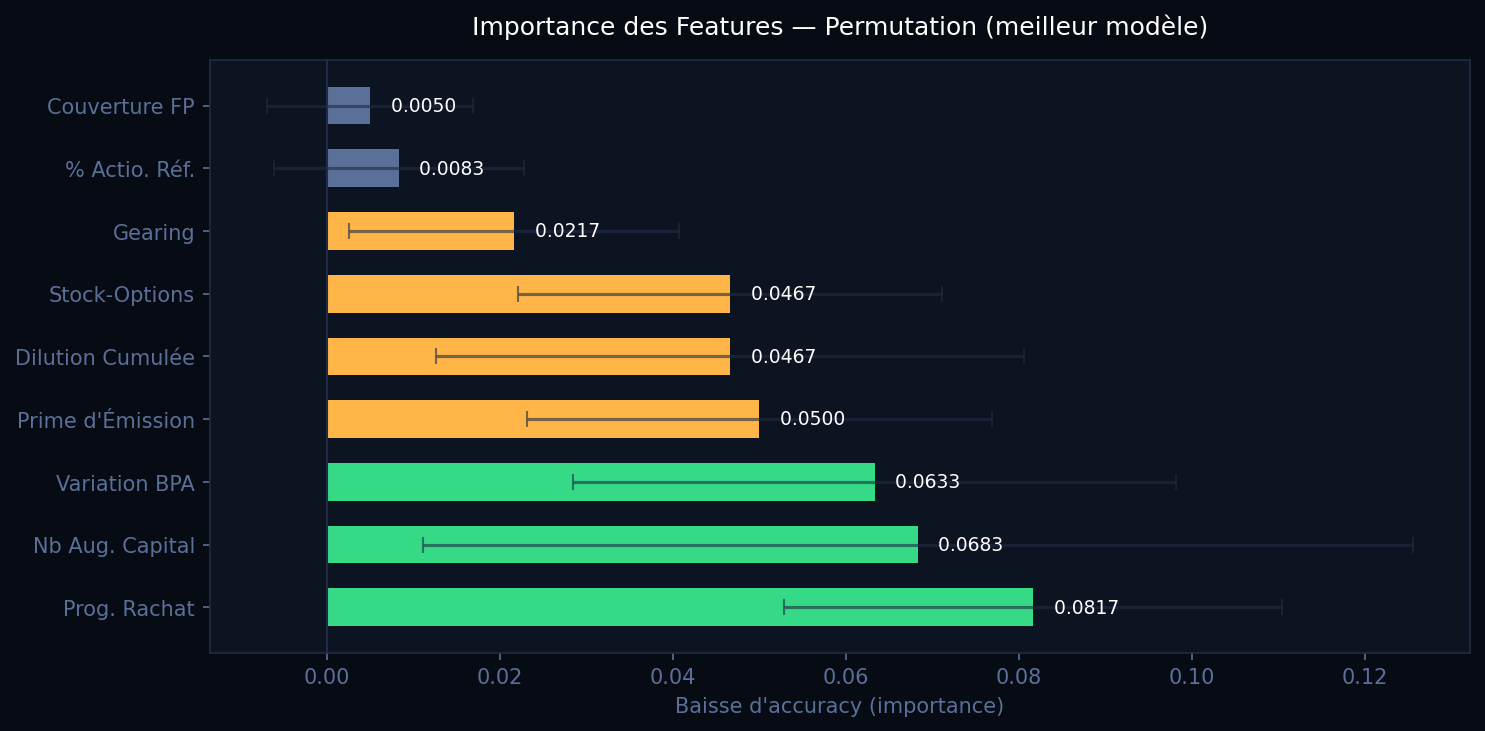 Importance des Features — Permutation (meilleur modèle)
Couverture FP
0.0050
% Actio. Réf.
0.0083
Gearing
0.0217
Stock-Options
0.0467
Dilution Cumulée
0.0467
Prime d'Émission
0.0500
Variation BPA
0.0633
Nb Aug. Capital
0.0683
Prog. Rachat
0.0817
0.00 0.02 0.04 0.06 0.08 0.10 0.12
Baisse d'accuracy (importance)